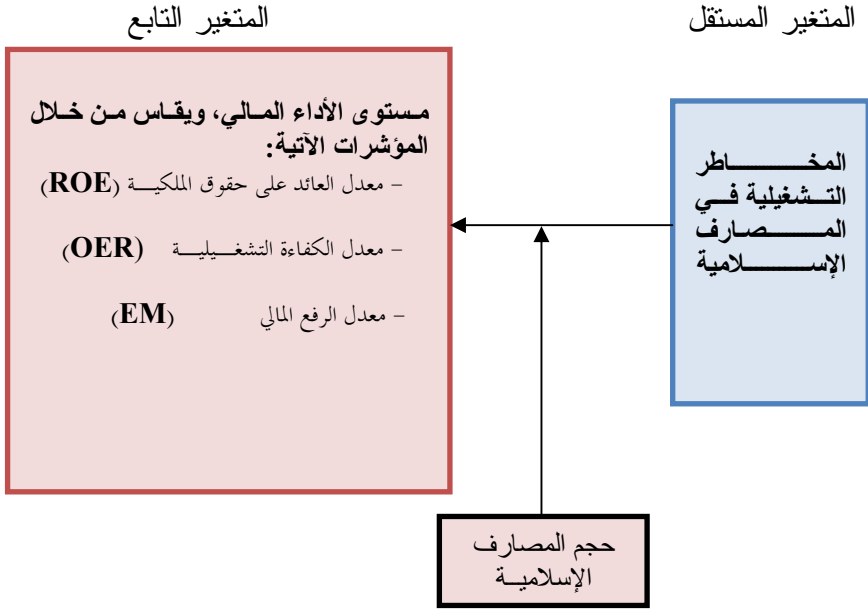 المتغير المستقل
المتغير التابع
المخاطر
التشغيلية في
المصارف
الإسلامية
مستوى الأداء المالي، ويقاس من خلال
المؤشرات الآتية:
– معدل العائد على حقوق الملكية (ROE)
– معدل الكفاءة التشغيلية (OER)
– معدل الرفع المالي (EM)
حجم المصارف
الإسلامية